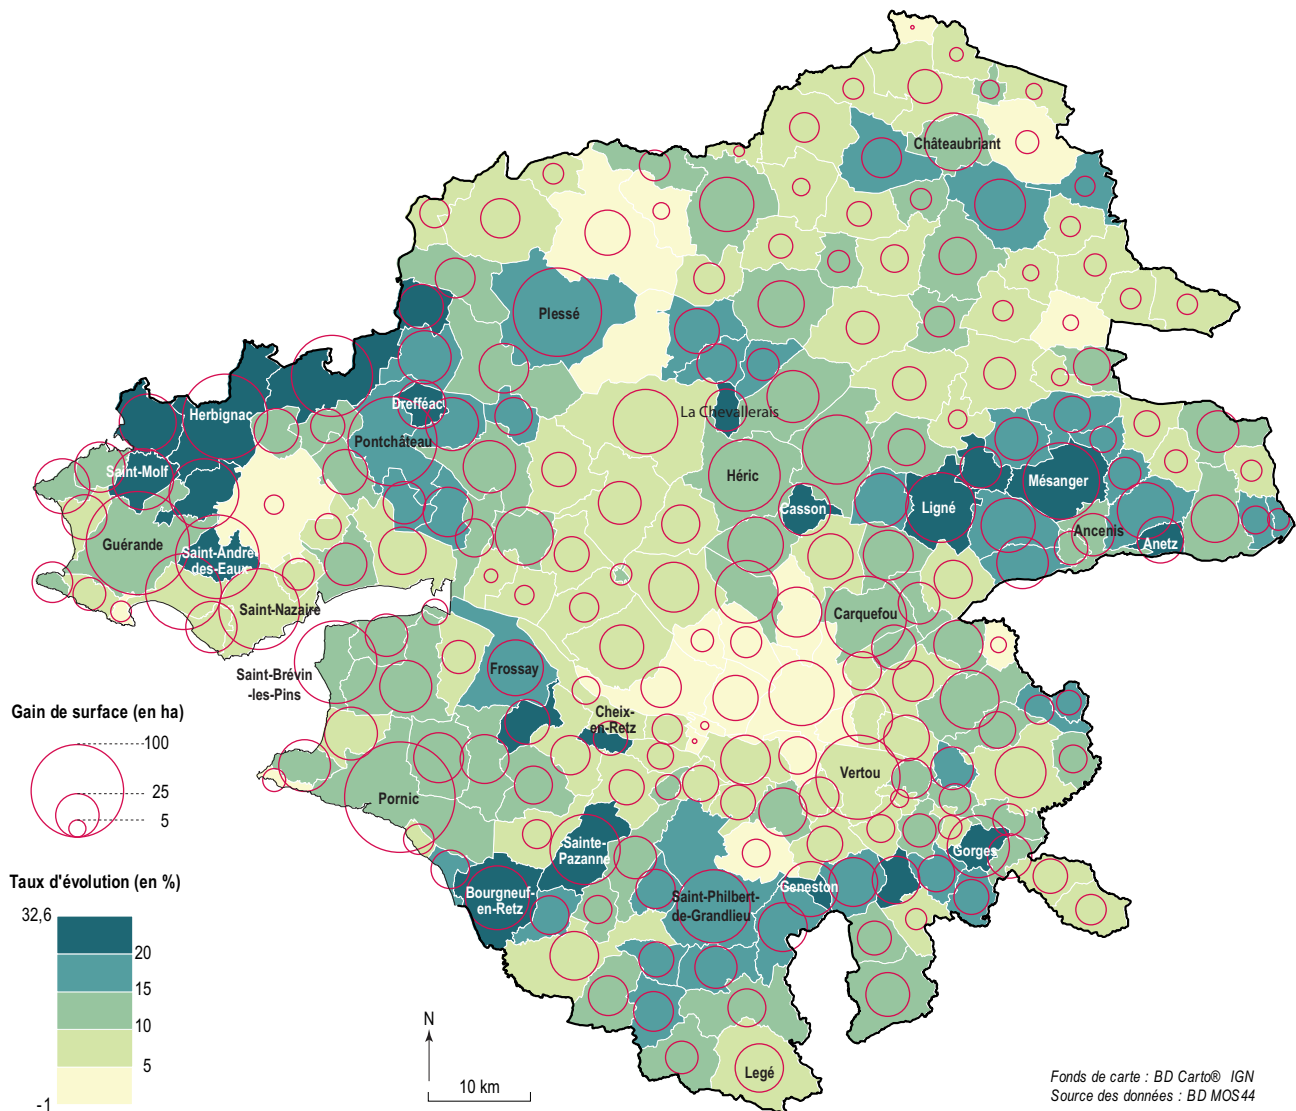 Châteaubriant
Plessé
Drefféac
La Chevallerais
Herbignac
Pontchâteau
Saint-Molf
Héric
Mésanger
Casson
Ligné
Guérande
Ancenis
Anetz
Saint-André
des-Eaux
Saint-Nazaire
Carquefou
Frossay
Saint-Brévin
-les-Pins
Cheix-
en-Retz
Vertou
Pornic
Sainte-
Pazanne
Gorges
Bourgneuf-
en-Retz
Geneston
Saint-Philbert-
de-Grandlieu
Legé
Gain de surface (en ha)
100
25
5
Taux d'évolution (en %)
32,6
20
15
10
5
-1
N
10 km
Fonds de carte : BD Carto® IGN
Source des données : BD MOS44